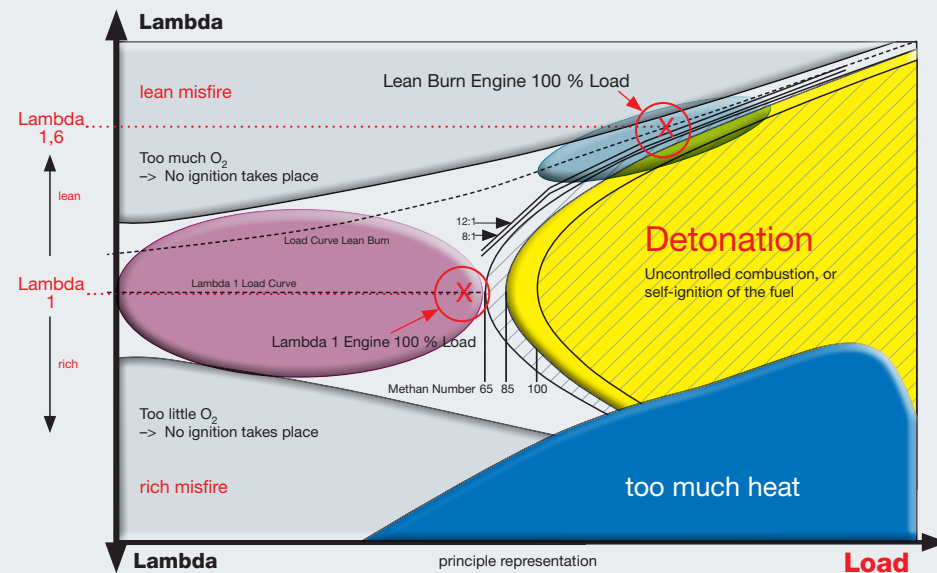 Lambda
lean misfire
Lean Burn Engine 100 % Load
X
Lambda
1,6
Too much O2
–> No ignition takes place
lean
12:1
8:1
Load Curve Lean Burn
Detonation
Uncontrolled combustion, or
self-ignition of the fuel
Lambda
1
Lambda 1 Load Curve
X
Lambda 1 Engine 100 % Load
rich
Methan Number 65 85 100
Too little O2
–> No ignition takes place
rich misfire
too much heat
Lambda
principle representation
Load